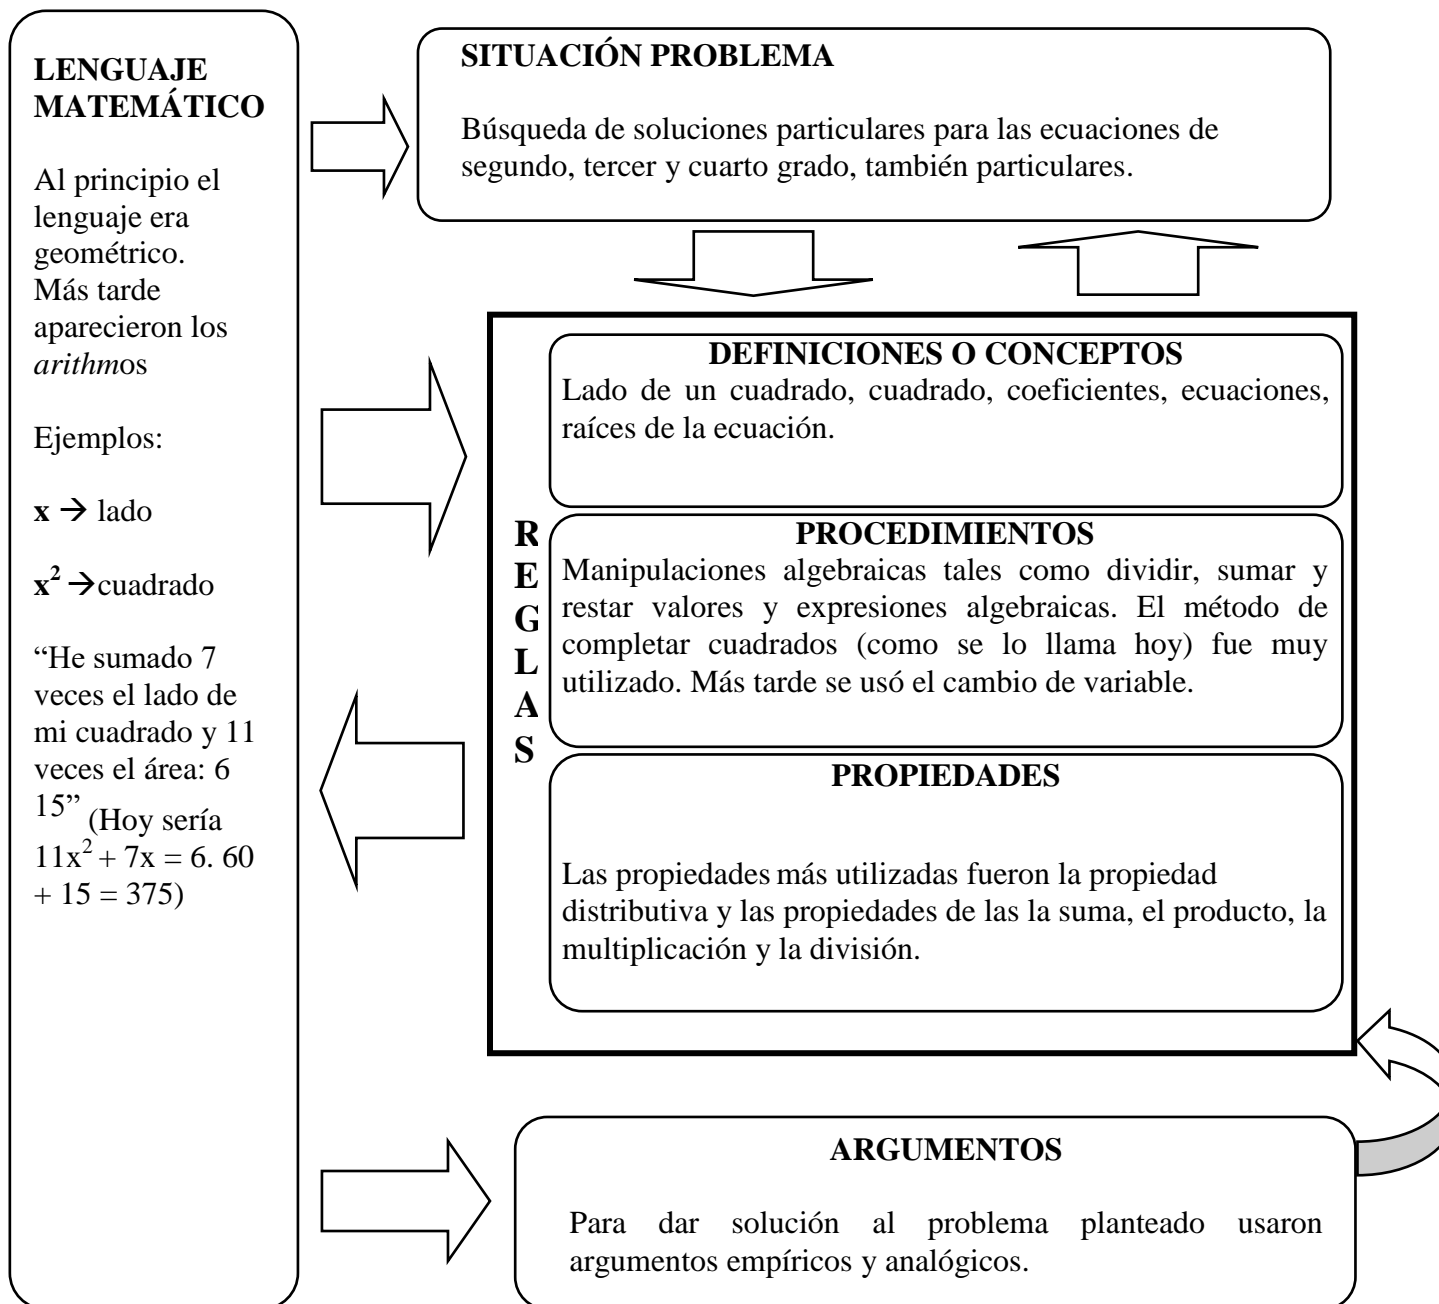 LENGUAJE
MATEMÁTICO
Al principio el
lenguaje era
geométrico.
Más tarde
aparecieron los
arithmos
Ejemplos:
x → lado
x² →cuadrado
“He sumado 7
veces el lado de
mi cuadrado y 11
veces el área: 6
15” (Hoy sería
11x² + 7x = 6. 60
+ 15 = 375)
SITUACIÓN PROBLEMA
Búsqueda de soluciones particulares para las ecuaciones de
segundo, tercer y cuarto grado, también particulares.
R
E
G
L
A
S
DEFINICIONES O CONCEPTOS
Lado de un cuadrado, cuadrado, coeficientes, ecuaciones,
raíces de la ecuación.
PROCEDIMIENTOS
Manipulaciones algebraicas tales como dividir, sumar y
restar valores y expresiones algebraicas. El método de
completar cuadrados (como se lo llama hoy) fue muy
utilizado. Más tarde se usó el cambio de variable.
PROPIEDADES
Las propiedades más utilizadas fueron la propiedad
distributiva y las propiedades de las la suma, el producto, la
multiplicación y la división.
ARGUMENTOS
Para dar solución al problema planteado usaron
argumentos empíricos y analógicos.